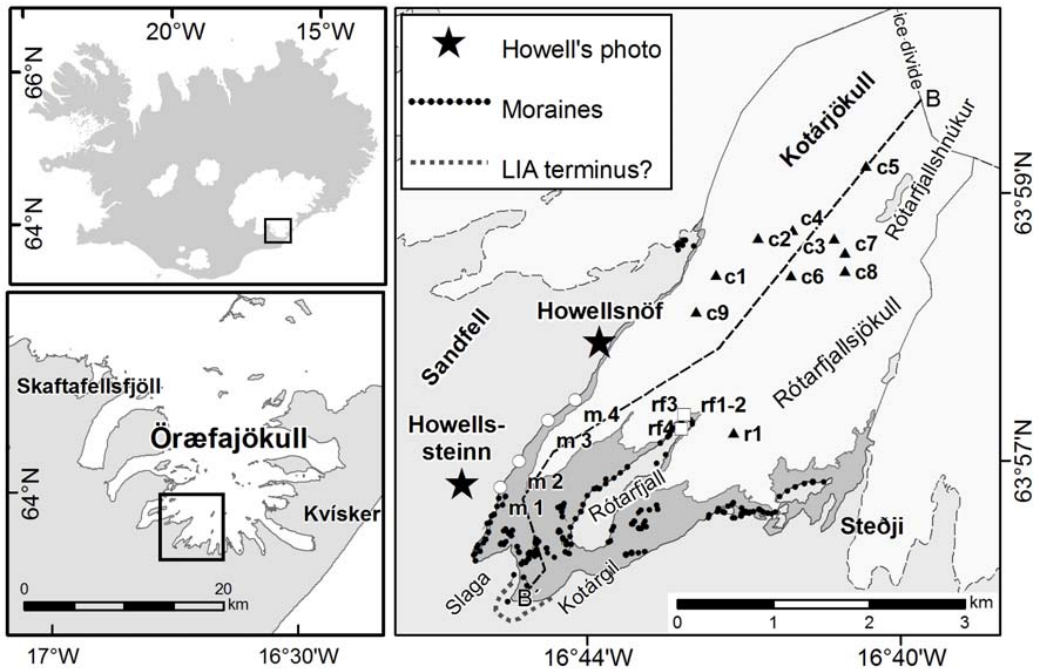 20°W
15°W
66°N
64°N
Skaftafellsfjöll
Öræfajökull
64°N
Kvísker
0
20
km
17°W
16°30'W
Howell's photo
Moraines
LIA terminus?
ice divide
B
Kotárjökull
c5
Rótarfjallshnúkur
63°59'N
c4
c2
c3
c7
c1
c6
c8
c9
Howellsnöf
Sandfell
Rótarfjallsjökull
m 4
rf3
rf1-2
m 3
rf4
r1
Howells-
steinn
63°57'N
m 2
m 1
Rótarfjall
Steðji
Slaga
B´
Kotárgil
0
1
2
3
km
16°44'W
16°40'W